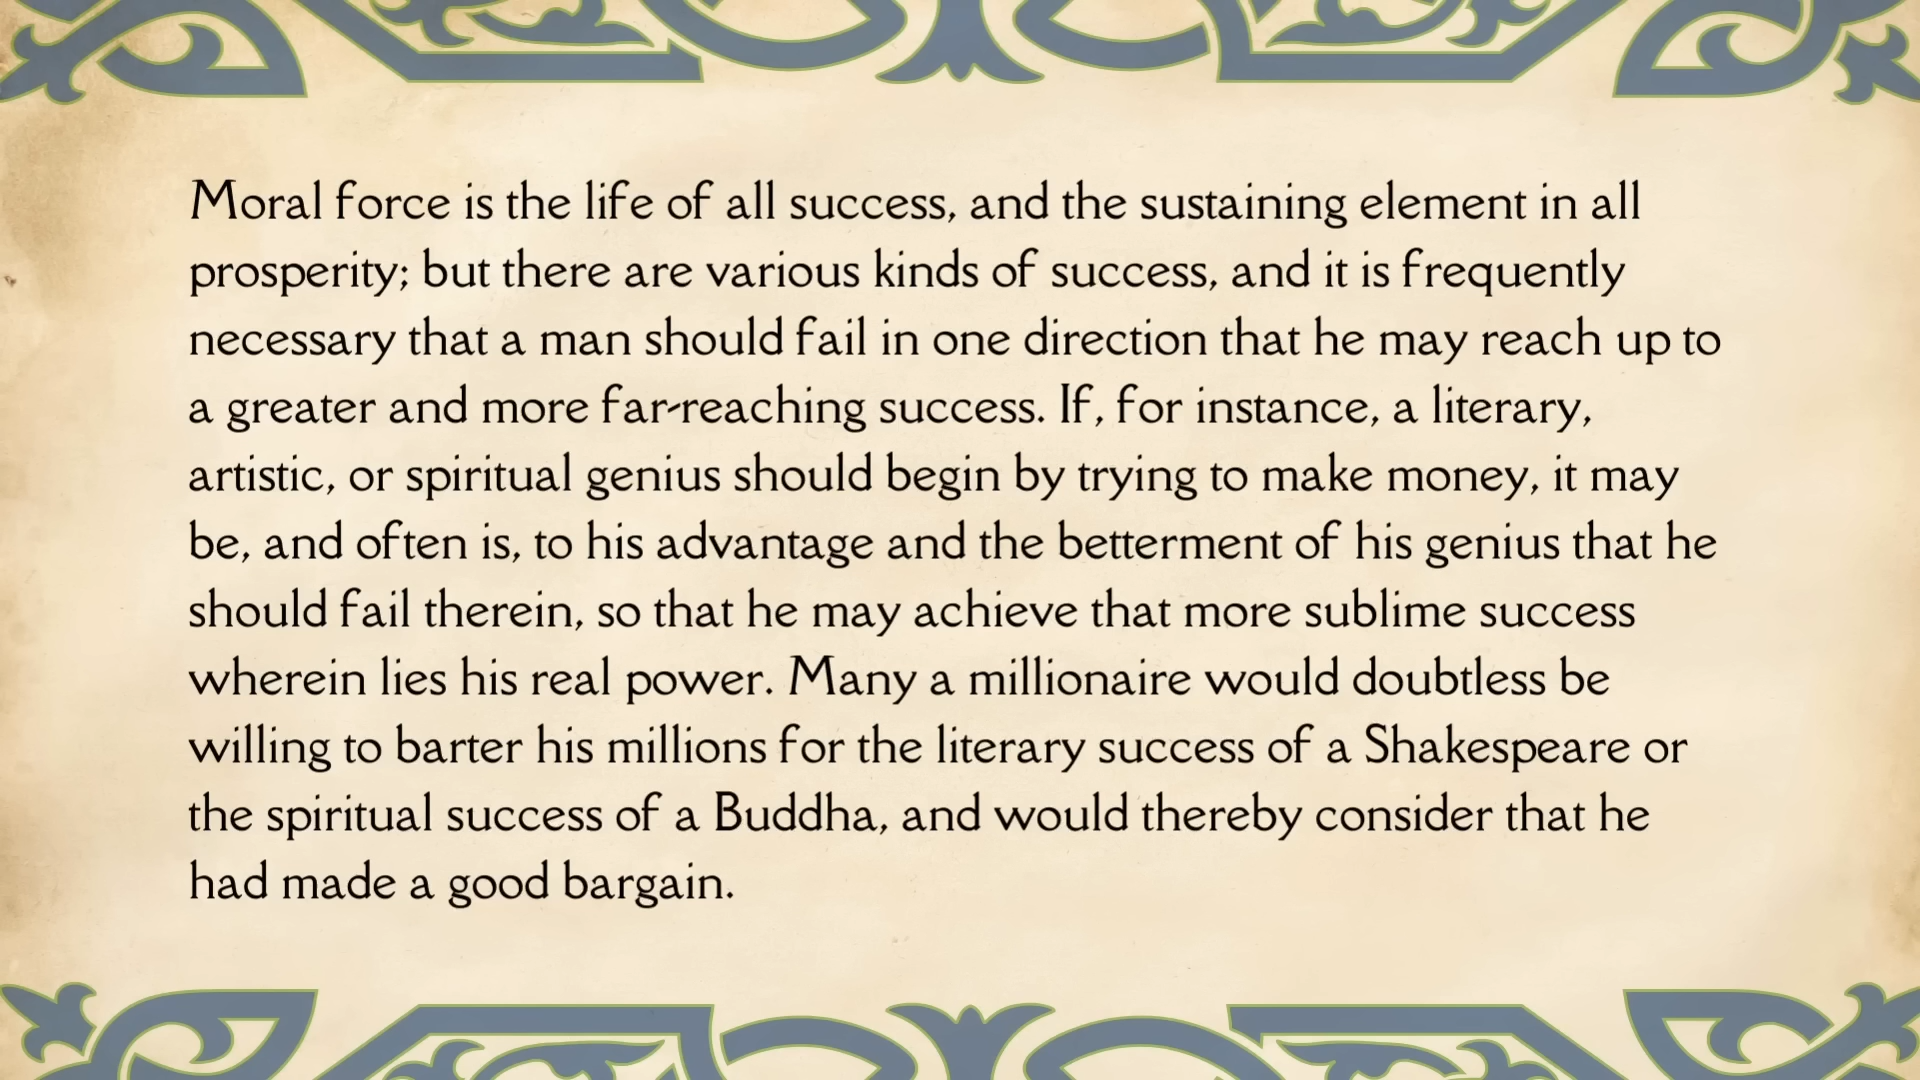 Moral force is the life of all success, and the sustaining element in all
prosperity; but there are various kinds of success, and it is frequently
necessary that a man should fail in one direction that he may reach up to
a greater and more far-reaching success. If, for instance, a literary,
artistic, or spiritual genius should begin by trying to make money, it may
be, and often is, to his advantage and the betterment of his genius that he
should fail therein, so that he may achieve that more sublime success
wherein lies his real power. Many a millionaire would doubtless be
willing to barter his millions for the literary success of a Shakespeare or
the spiritual success of a Buddha, and would thereby consider that he
had made a good bargain.